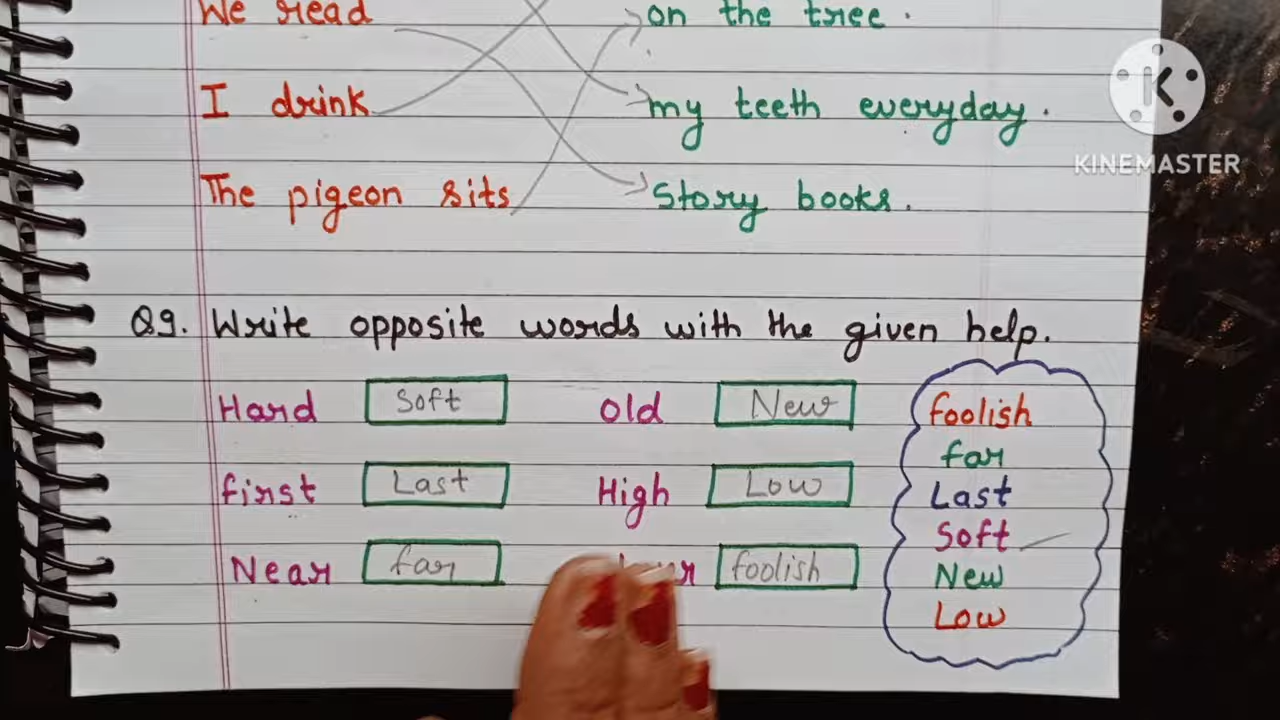 We read on the tree.
I drink my teeth everyday.
The pigeon sits Story books.
Q9. Write opposite words with the given help.
Hard Soft Old New
first Last High Low
Near far foolish
foolish
far
Last
Soft
New
Low
KINEMASTER